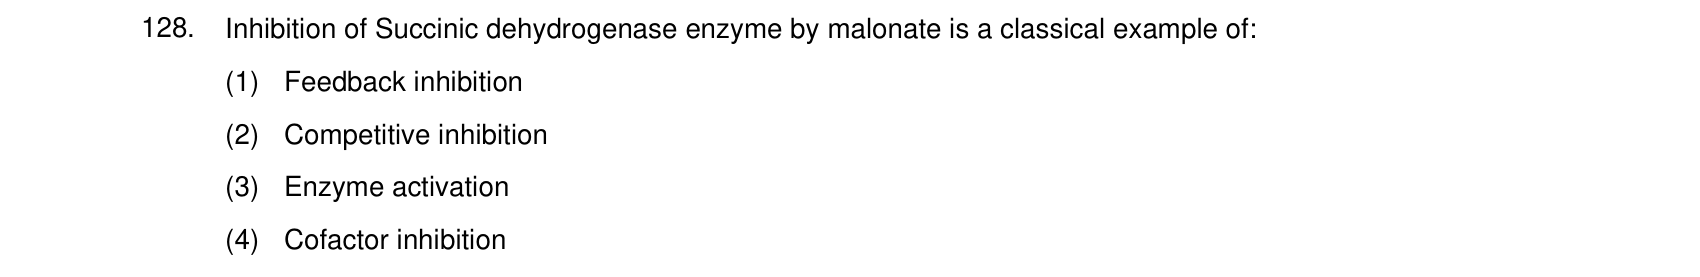 128. Inhibition of Succinic dehydrogenase enzyme by malonate is a classical example of:
(1) Feedback inhibition
(2) Competitive inhibition
(3) Enzyme activation
(4) Cofactor inhibition